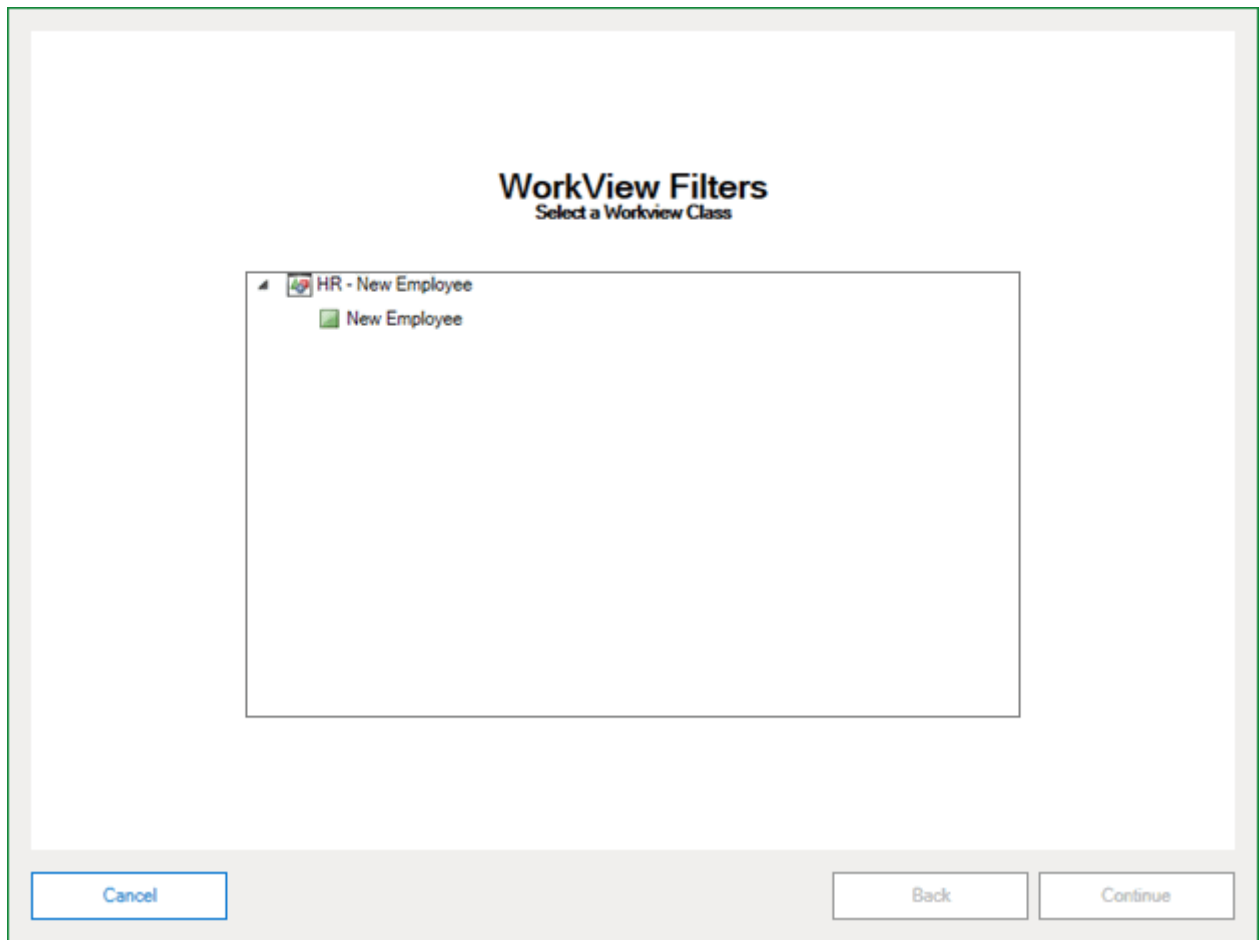 WorkView Filters
Select a Workview Class
HR - New Employee
New Employee
Cancel
Back
Continue